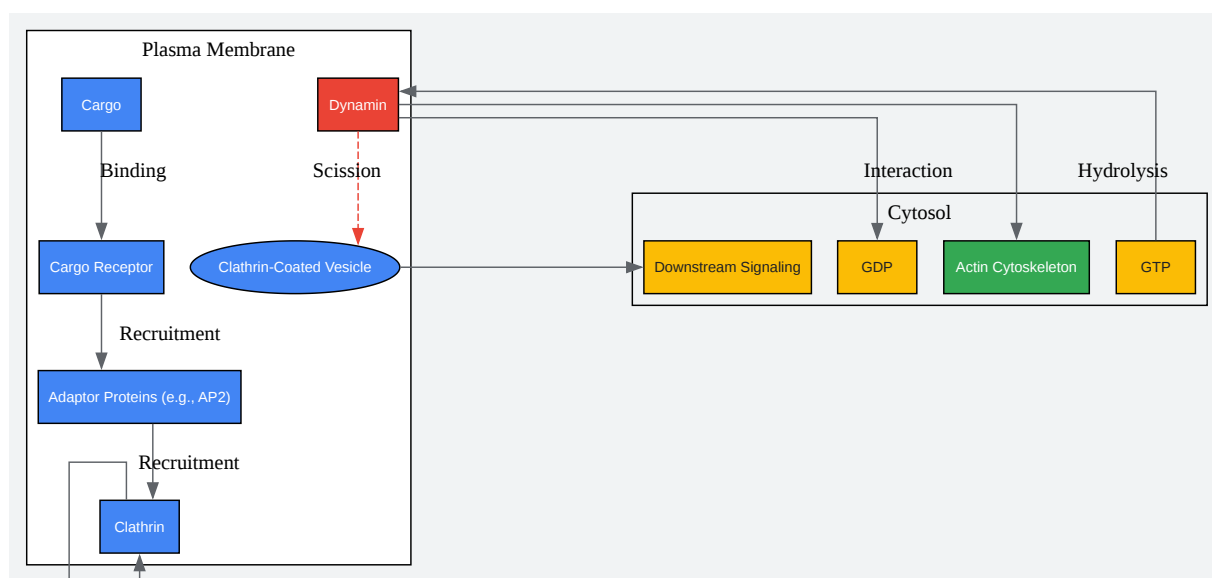 Plasma Membrane
Cargo
Dynamin
Binding
Scission
Interaction
Hydrolysis
Cytosol
Cargo Receptor
Clathrin-Coated Vesicle
Downstream Signaling
GDP
Actin Cytoskeleton
GTP
Recruitment
Adaptor Proteins (e.g., AP2)
Recruitment
Clathrin